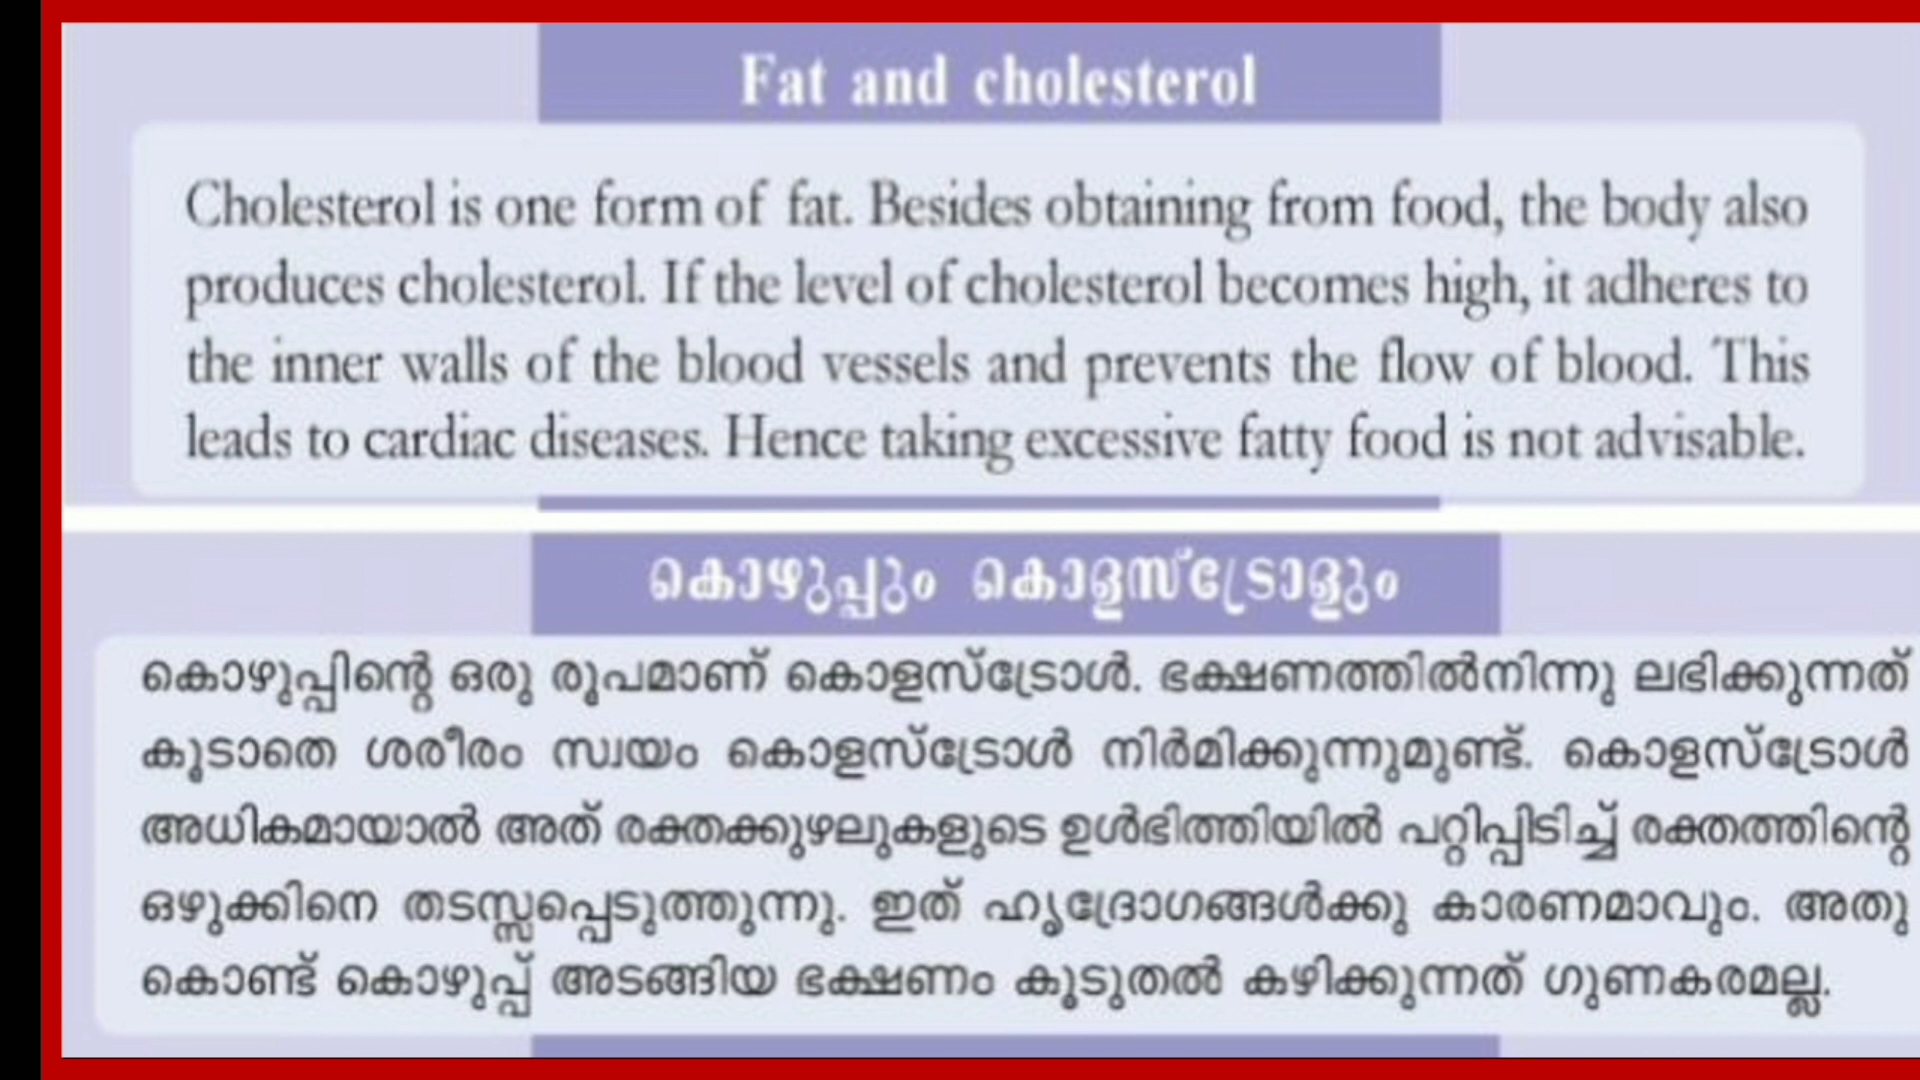 Fat and cholesterol
Cholesterol is one form of fat. Besides obtaining from food, the body also
produces cholesterol. If the level of cholesterol becomes high, it adheres to
the inner walls of the blood vessels and prevents the flow of blood. This
leads to cardiac diseases. Hence taking excessive fatty food is not advisable.
കൊഴുപ്പും കൊളസ്ട്രോളും
കൊഴുപ്പിന്റെ ഒരു രൂപമാണ് കൊളസ്ട്രോൾ. ഭക്ഷണത്തിൽനിന്നു ലഭിക്കുന്നത്
കൂടാതെ ശരീരം സ്വയം കൊളസ്ട്രോൾ നിർമിക്കുന്നുമുണ്ട്. കൊളസ്ട്രോൾ
അധികമായാൽ അത് രക്തക്കുഴലുകളുടെ ഉൾഭിത്തിയിൽ പറ്റിപ്പിടിച്ച് രക്തത്തിന്റെ
ഒഴുക്കിനെ തടസ്സപ്പെടുത്തുന്നു. ഇത് ഹൃദ്രോഗങ്ങൾക്കു കാരണമാവും. അതു
കൊണ്ട് കൊഴുപ്പ് അടങ്ങിയ ഭക്ഷണം കൂടുതൽ കഴിക്കുന്നത് ഗുണകരമല്ല.